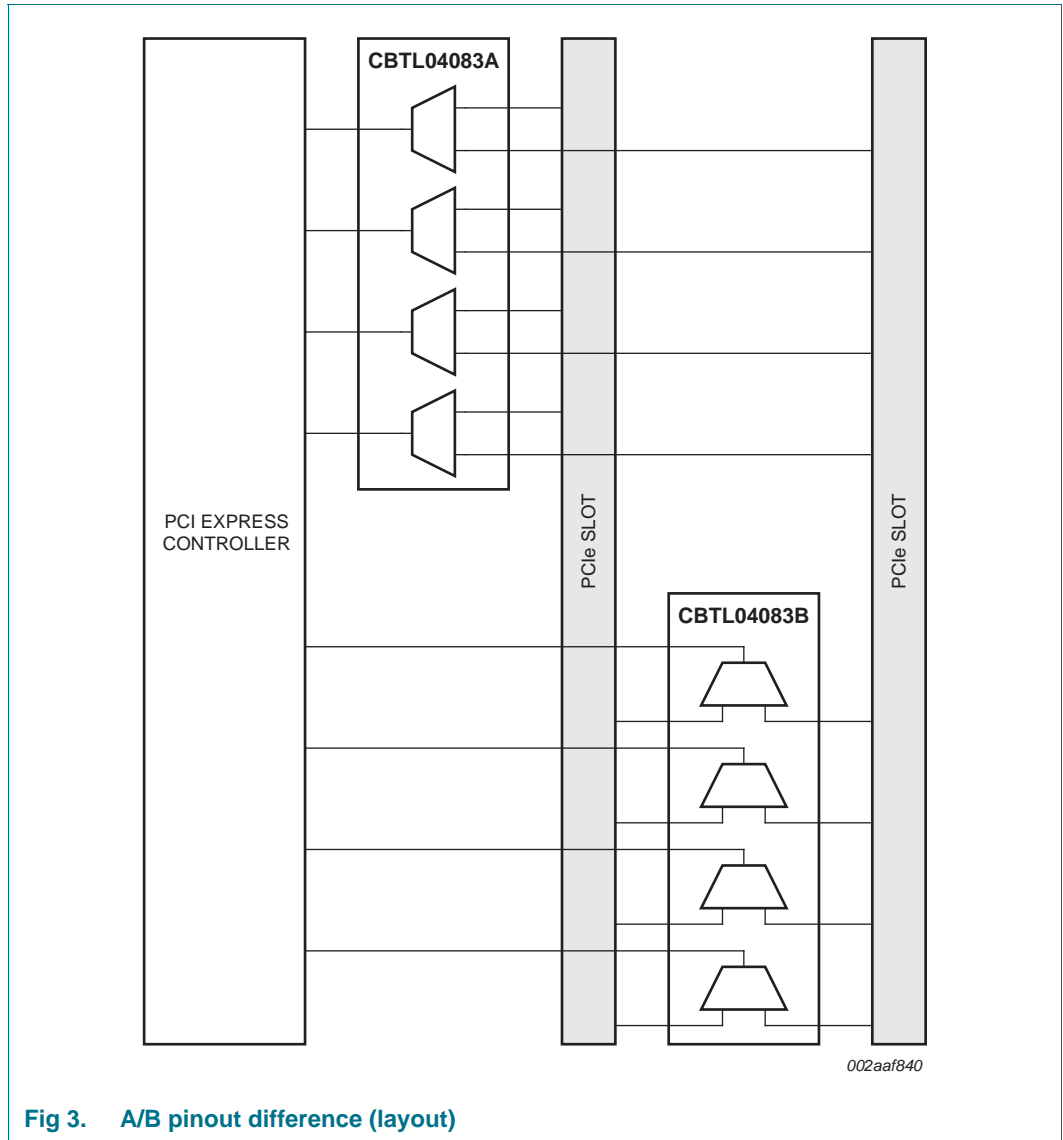 CBTL04083A
PCI EXPRESS
CONTROLLER
PCIe SLOT
PCIe SLOT
CBTL04083B
002aaf840
Fig 3. A/B pinout difference (layout)